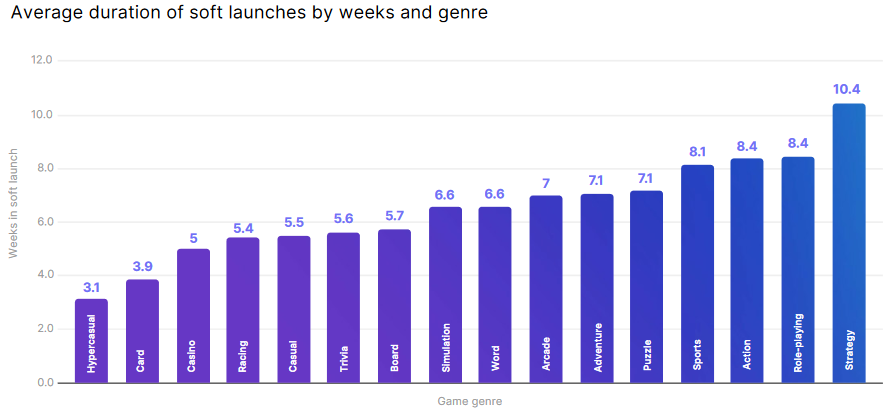 Average duration of soft launches by weeks and genre
Weeks in soft launch
12.0
10.0
8.0
6.0
4.0
2.0
0.0
3.1
3.9
5
5.4
5.5
5.6
5.7
6.6
6.6
7
7.1
7.1
8.1
8.4
8.4
10.4
Hypercasual
Card
Casino
Racing
Casual
Trivia
Board
Simulation
Word
Arcade
Adventure
Puzzle
Sports
Action
Role-playing
Strategy
Game genre